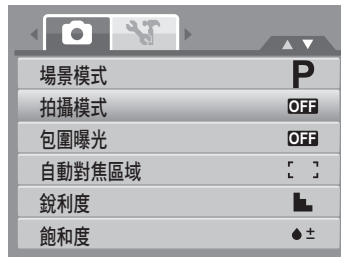 場景模式 P
拍攝模式 OFF
包圍曝光 OFF
自動對焦區域
銳利度
飽和度